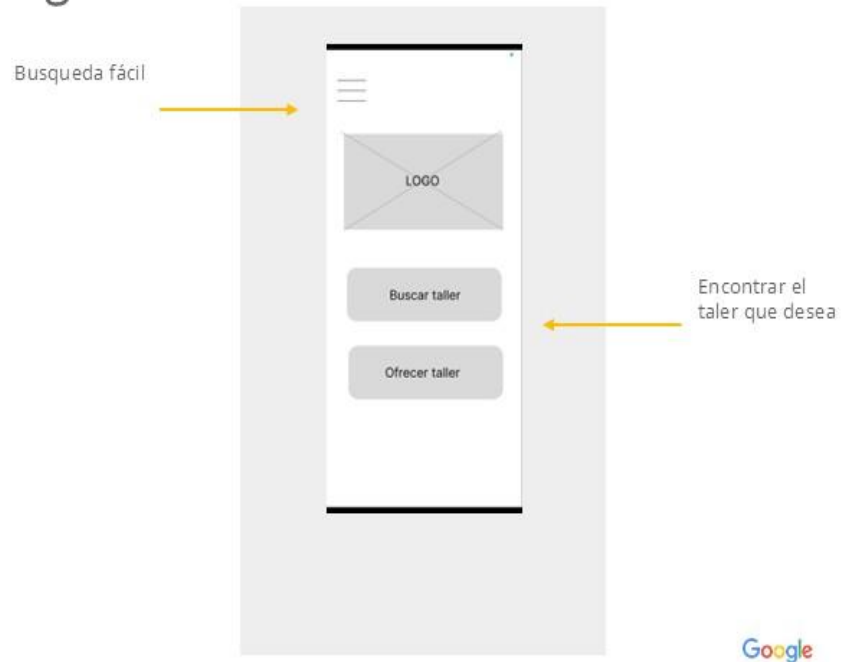 Busqueda fácil
LOGO
Buscar taller
Encontrar el
taler que desea
Ofrecer taller
Google